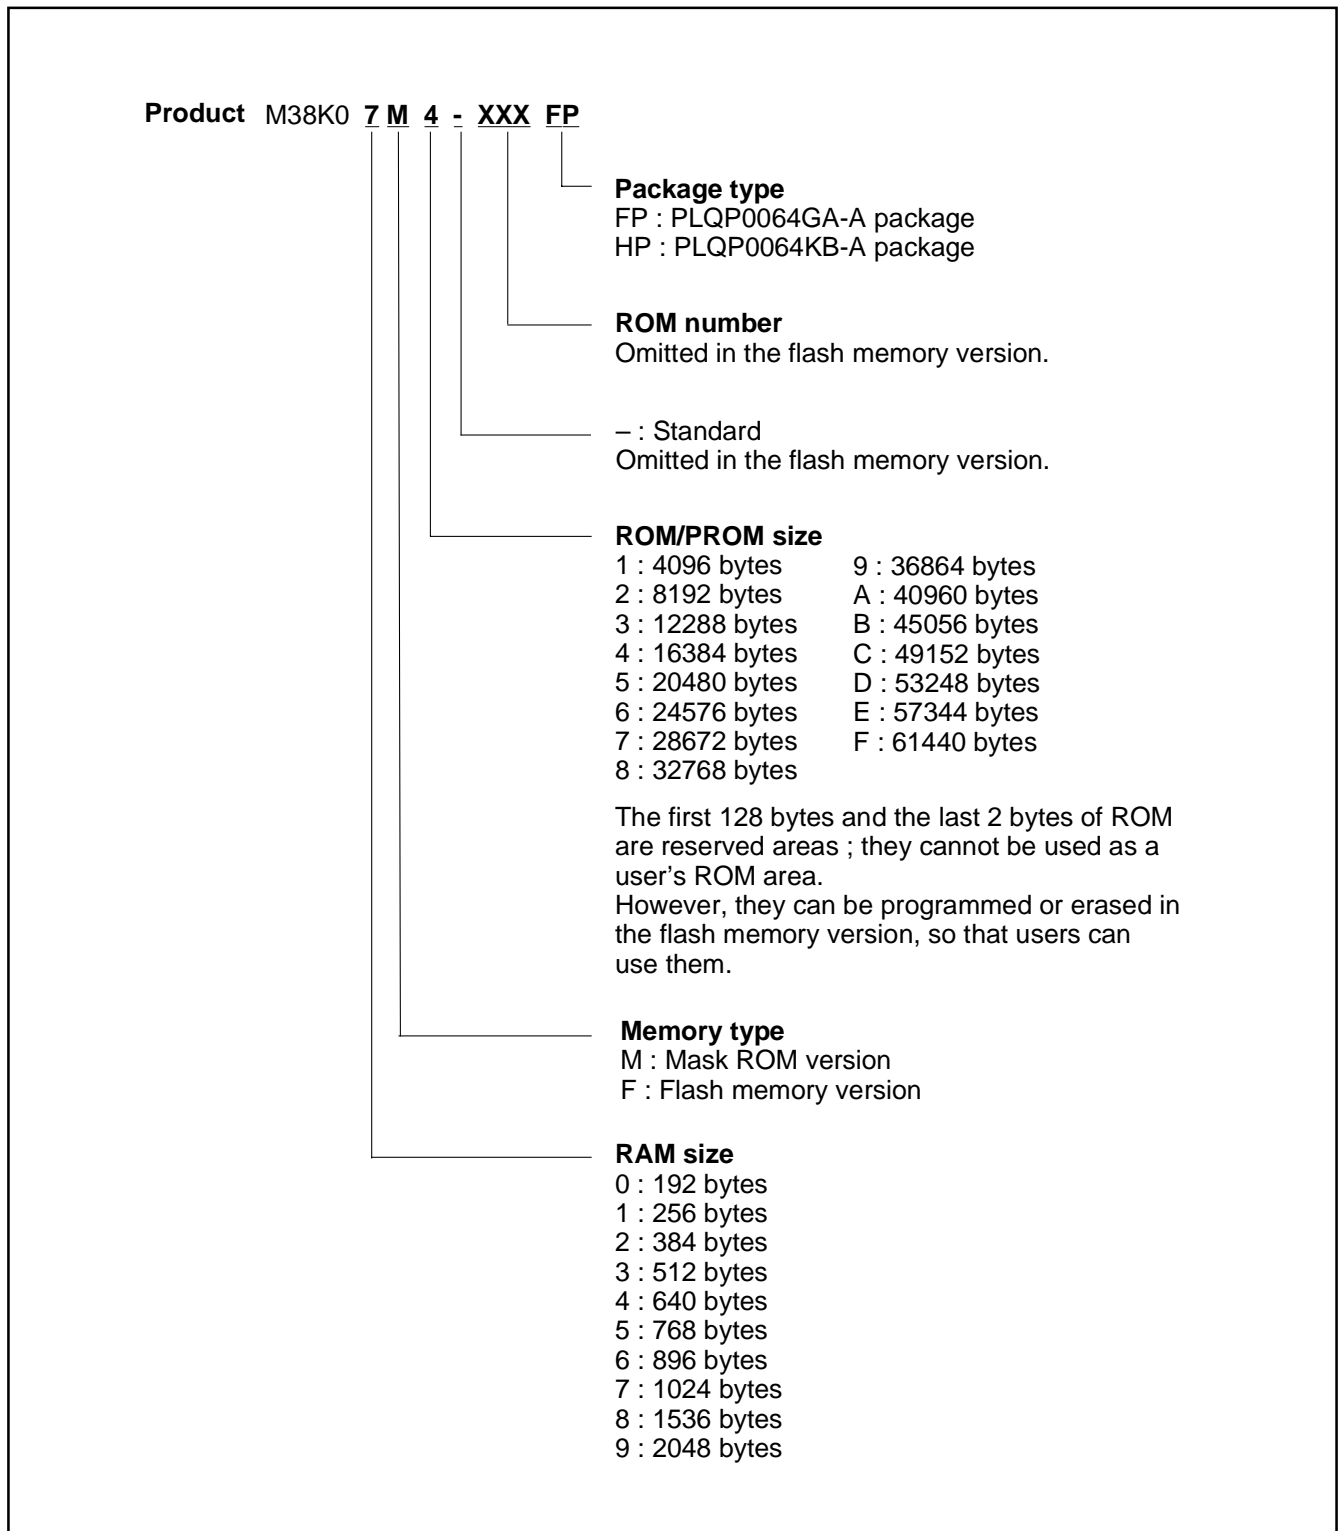 Product M38K0 7 M 4 - XXX FP
Package type
FP : PLQP0064GA-A package
HP : PLQP0064KB-A package
ROM number
Omitted in the flash memory version.
– : Standard
Omitted in the flash memory version.
ROM/PROM size
1 : 4096 bytes
2 : 8192 bytes
3 : 12288 bytes
4 : 16384 bytes
5 : 20480 bytes
6 : 24576 bytes
7 : 28672 bytes
8 : 32768 bytes
9 : 36864 bytes
A : 40960 bytes
B : 45056 bytes
C : 49152 bytes
D : 53248 bytes
E : 57344 bytes
F : 61440 bytes
The first 128 bytes and the last 2 bytes of ROM
are reserved areas ; they cannot be used as a
user’s ROM area.
However, they can be programmed or erased in
the flash memory version, so that users can
use them.
Memory type
M : Mask ROM version
F : Flash memory version
RAM size
0 : 192 bytes
1 : 256 bytes
2 : 384 bytes
3 : 512 bytes
4 : 640 bytes
5 : 768 bytes
6 : 896 bytes
7 : 1024 bytes
8 : 1536 bytes
9 : 2048 bytes